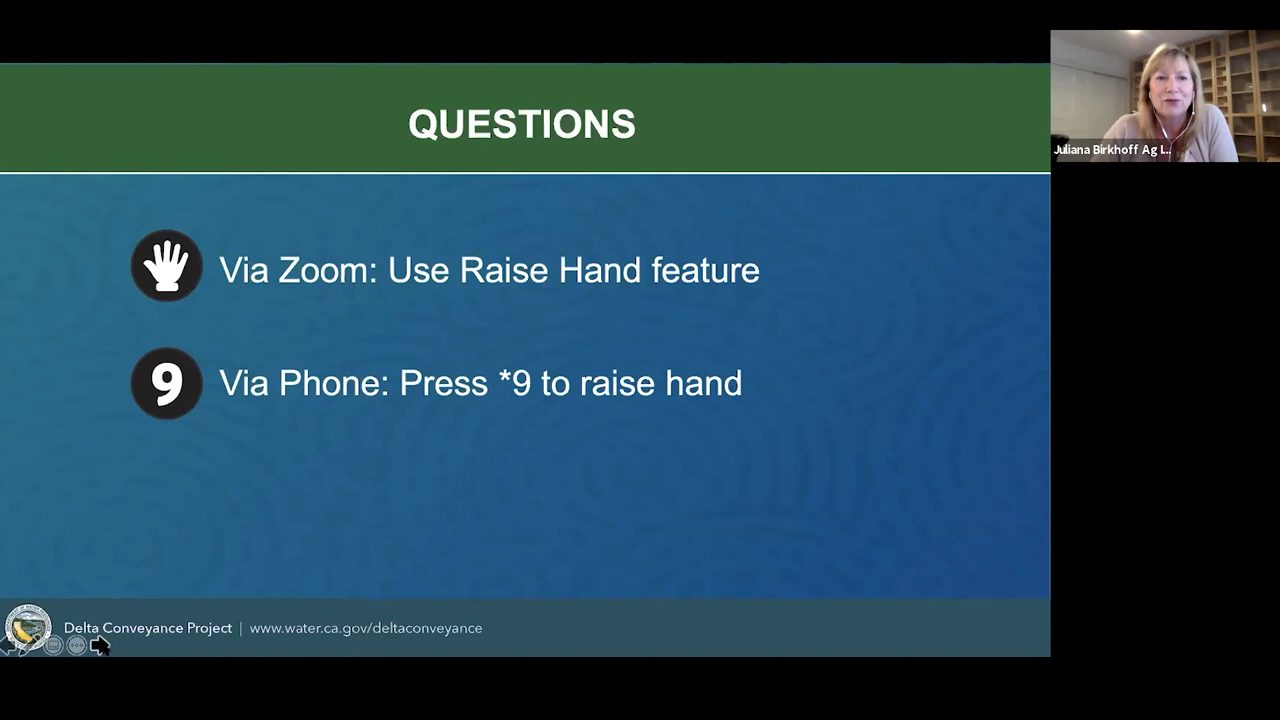 QUESTIONS
Via Zoom: Use Raise Hand feature
9 Via Phone: Press *9 to raise hand
Delta Conveyance Project | www.water.ca.gov/deltaconveyance
Juliana Birkhoff Ag I...